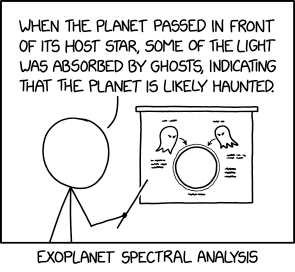 WHEN THE PLANET PASSED IN FRONT
OF ITS HOST STAR, SOME OF THE LIGHT
WAS ABSORBED BY GHOSTS, INDICATING
THAT THE PLANET IS LIKELY HAUNTED.
EXOPLANET SPECTRAL ANALYSIS